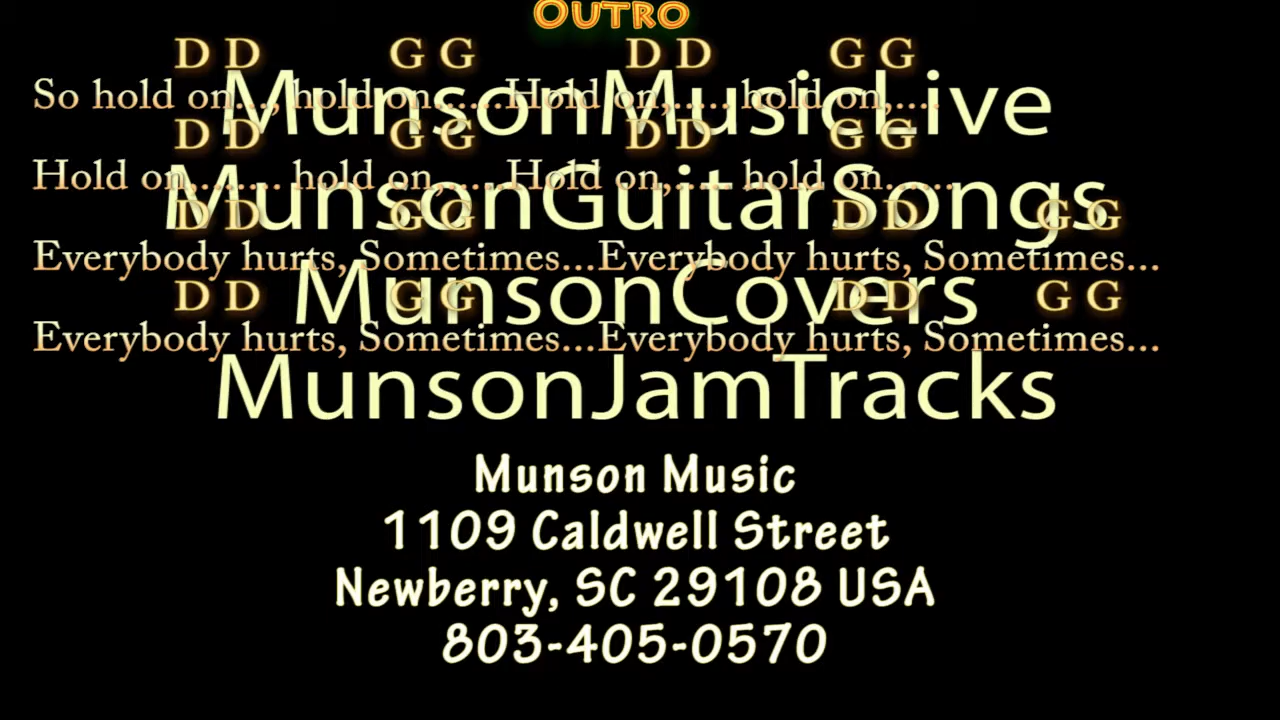 OUTRO
D D G G D D G G
So hold on..., hold on,.....Hold on,..... hold on,....
MunsonMusicLive
D D G G D D G G
Hold on,....... hold on,.....Hold on,..... hold on.......
MunsonGuitarSongs
D D G G D D G G
Everybody hurts, Sometimes...Everybody hurts, Sometimes...
MunsonCovers
D D G G D D G G
Everybody hurts, Sometimes...Everybody hurts, Sometimes...
MunsonJamTracks
Munson Music
1109 Caldwell Street
Newberry, SC 29108 USA
803-405-0570